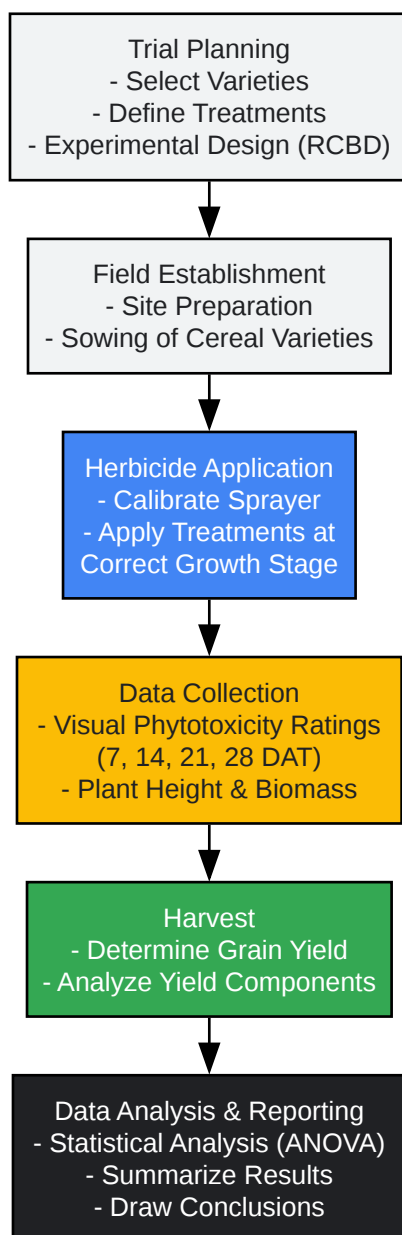 Trial Planning
- Select Varieties
- Define Treatments
- Experimental Design (RCBD)
Field Establishment
- Site Preparation
- Sowing of Cereal Varieties
Herbicide Application
- Calibrate Sprayer
- Apply Treatments at
Correct Growth Stage
Data Collection
- Visual Phytotoxicity Ratings
(7, 14, 21, 28 DAT)
- Plant Height & Biomass
Harvest
- Determine Grain Yield
- Analyze Yield Components
Data Analysis & Reporting
- Statistical Analysis (ANOVA)
- Summarize Results
- Draw Conclusions